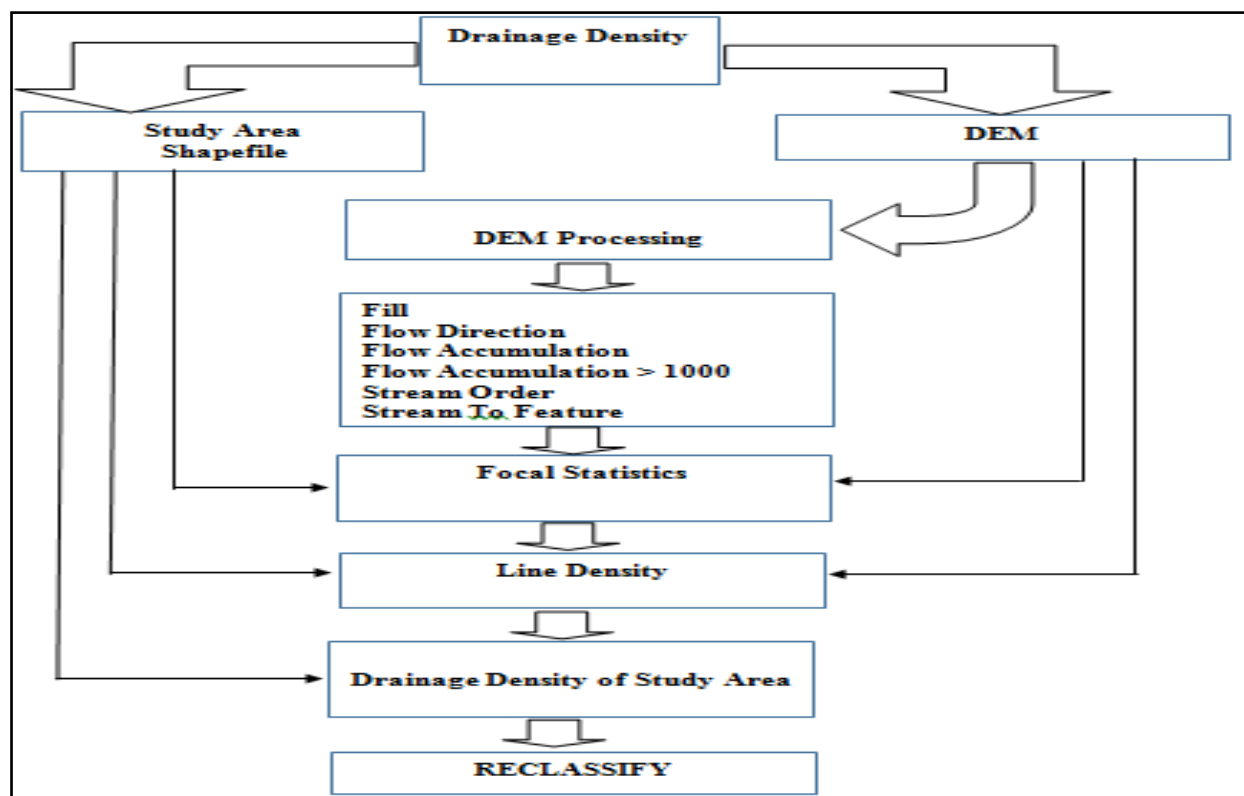 Drainage Density
Study Area
Shapefile
DEM
DEM Processing
Fill
Flow Direction
Flow Accumulation
Flow Accumulation > 1000
Stream Order
Stream To Feature
Focal Statistics
Line Density
Drainage Density of Study Area
RECLASSIFY